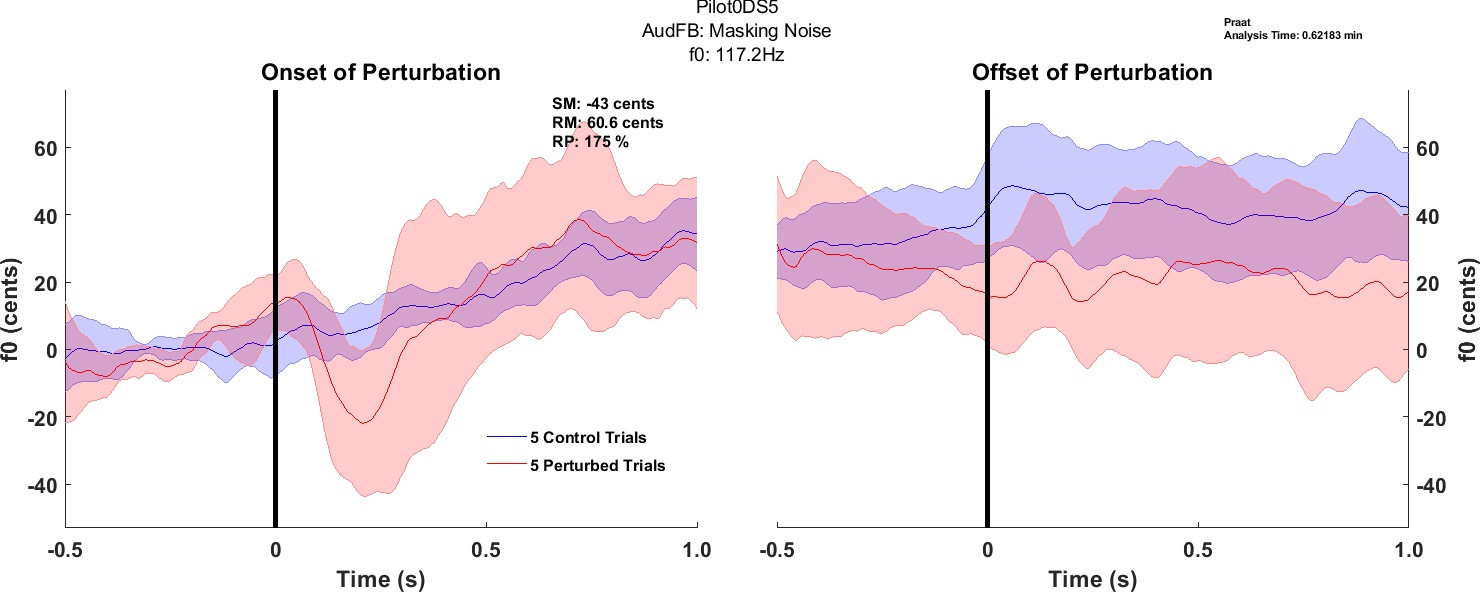 Pilot0DS5
AudFB: Masking Noise
f0: 117.2Hz
Praat
Analysis Time: 0.62183 min
Onset of Perturbation
SM: -43 cents
RM: 60.6 cents
RP: 175 %
f0 (cents)
60
40
20
0
-20
-40
5 Control Trials
5 Perturbed Trials
-0.5
0
0.5
1.0
Time (s)
Offset of Perturbation
60
40
20
0
-20
-40
f0 (cents)
-0.5
0
0.5
1.0
Time (s)